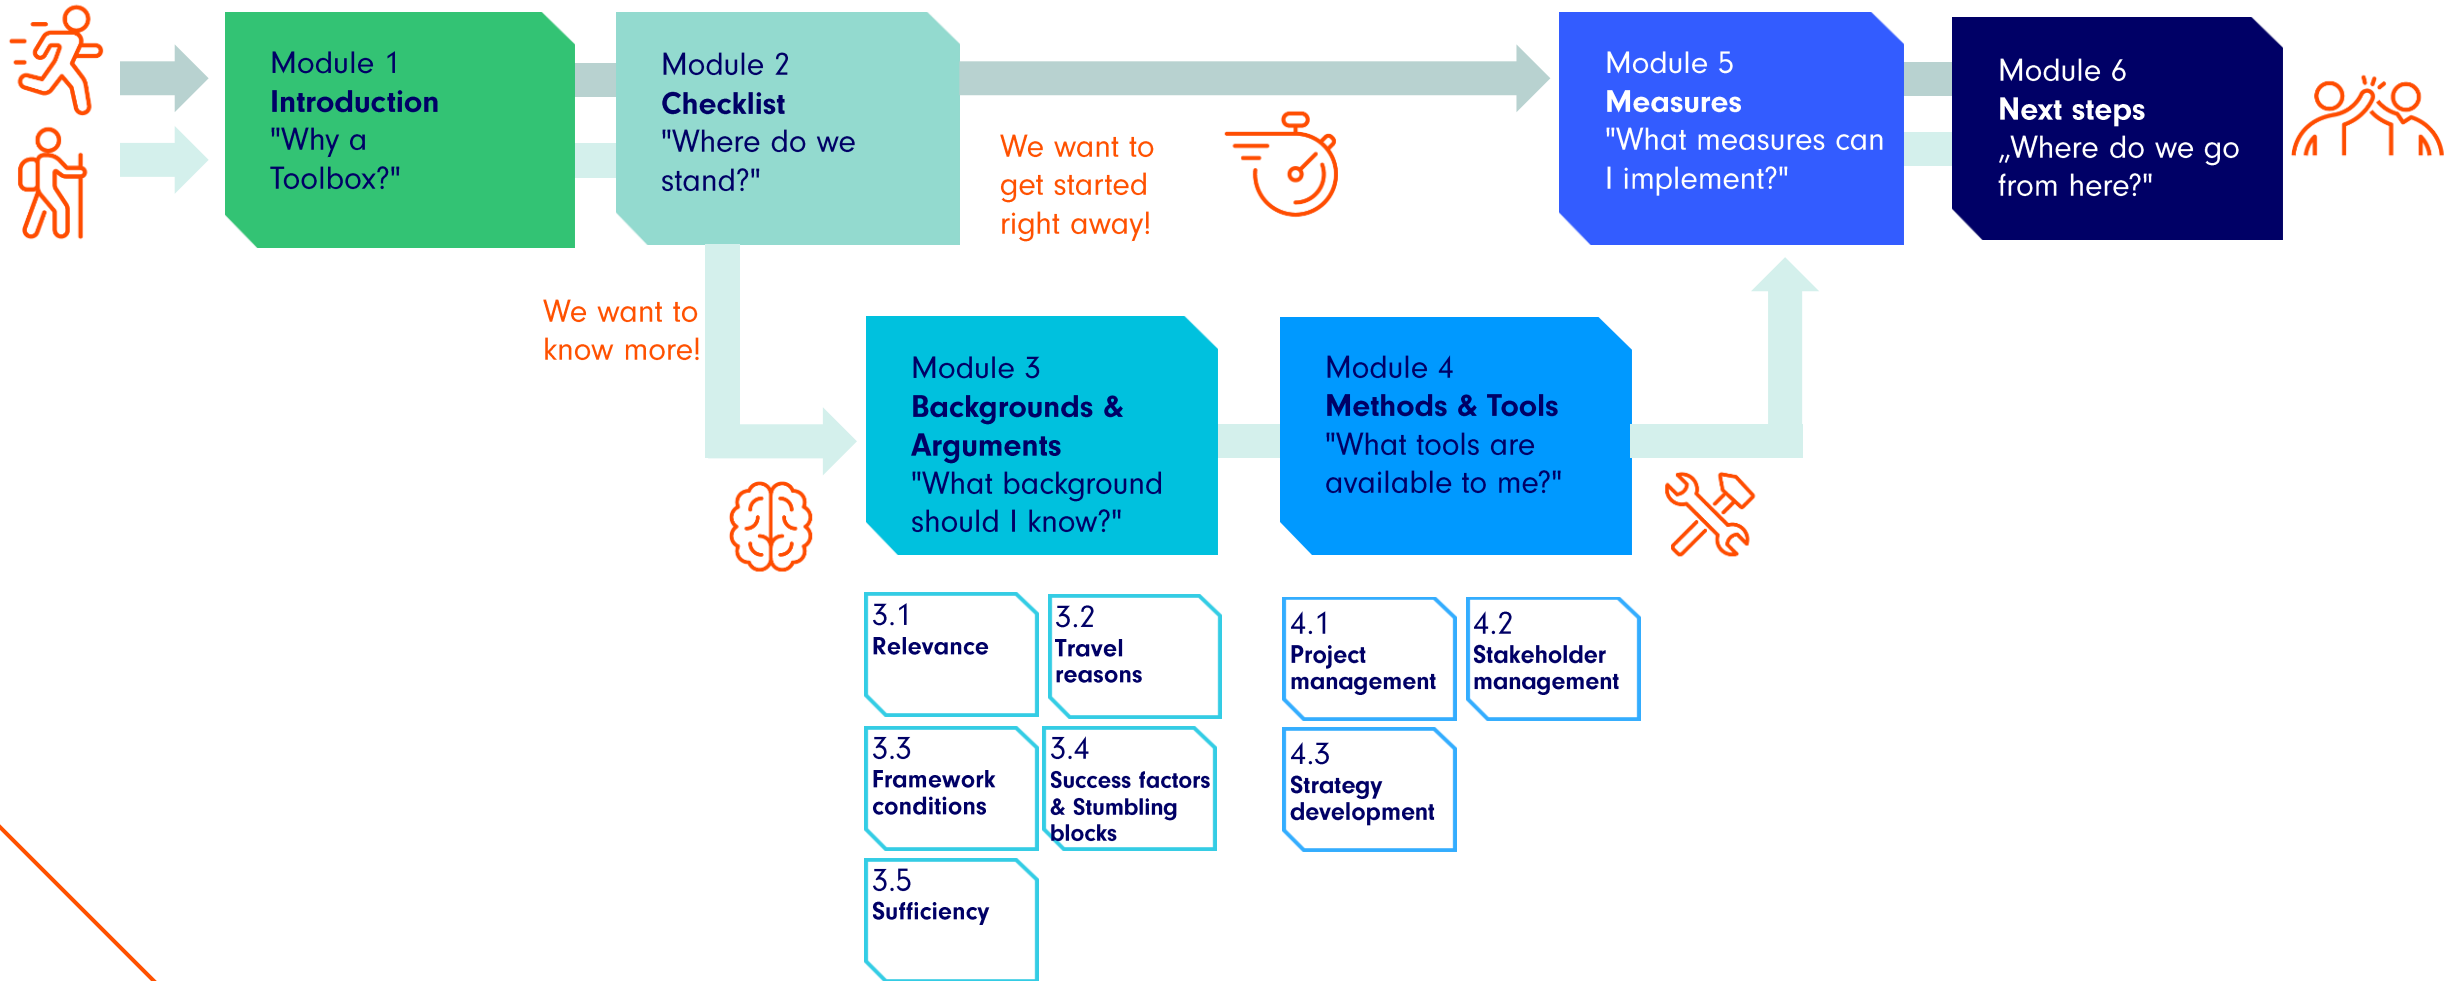 Module 1
Introduction
"Why a
Toolbox?"
Module 2
Checklist
"Where do we
stand?"
We want to
get started
right away!
Module 5
Measures
"What measures can
I implement?"
Module 6
Next steps
„Where do we go
from here?"
We want to
know more!
Module 3
Backgrounds &
Arguments
"What background
should I know?"
Module 4
Methods & Tools
"What tools are
available to me?"
3.1
Relevance
3.2
Travel
reasons
3.3
Framework
conditions
3.4
Success factors
& Stumbling
blocks
3.5
Sufficiency
4.1
Project
management
4.2
Stakeholder
management
4.3
Strategy
development